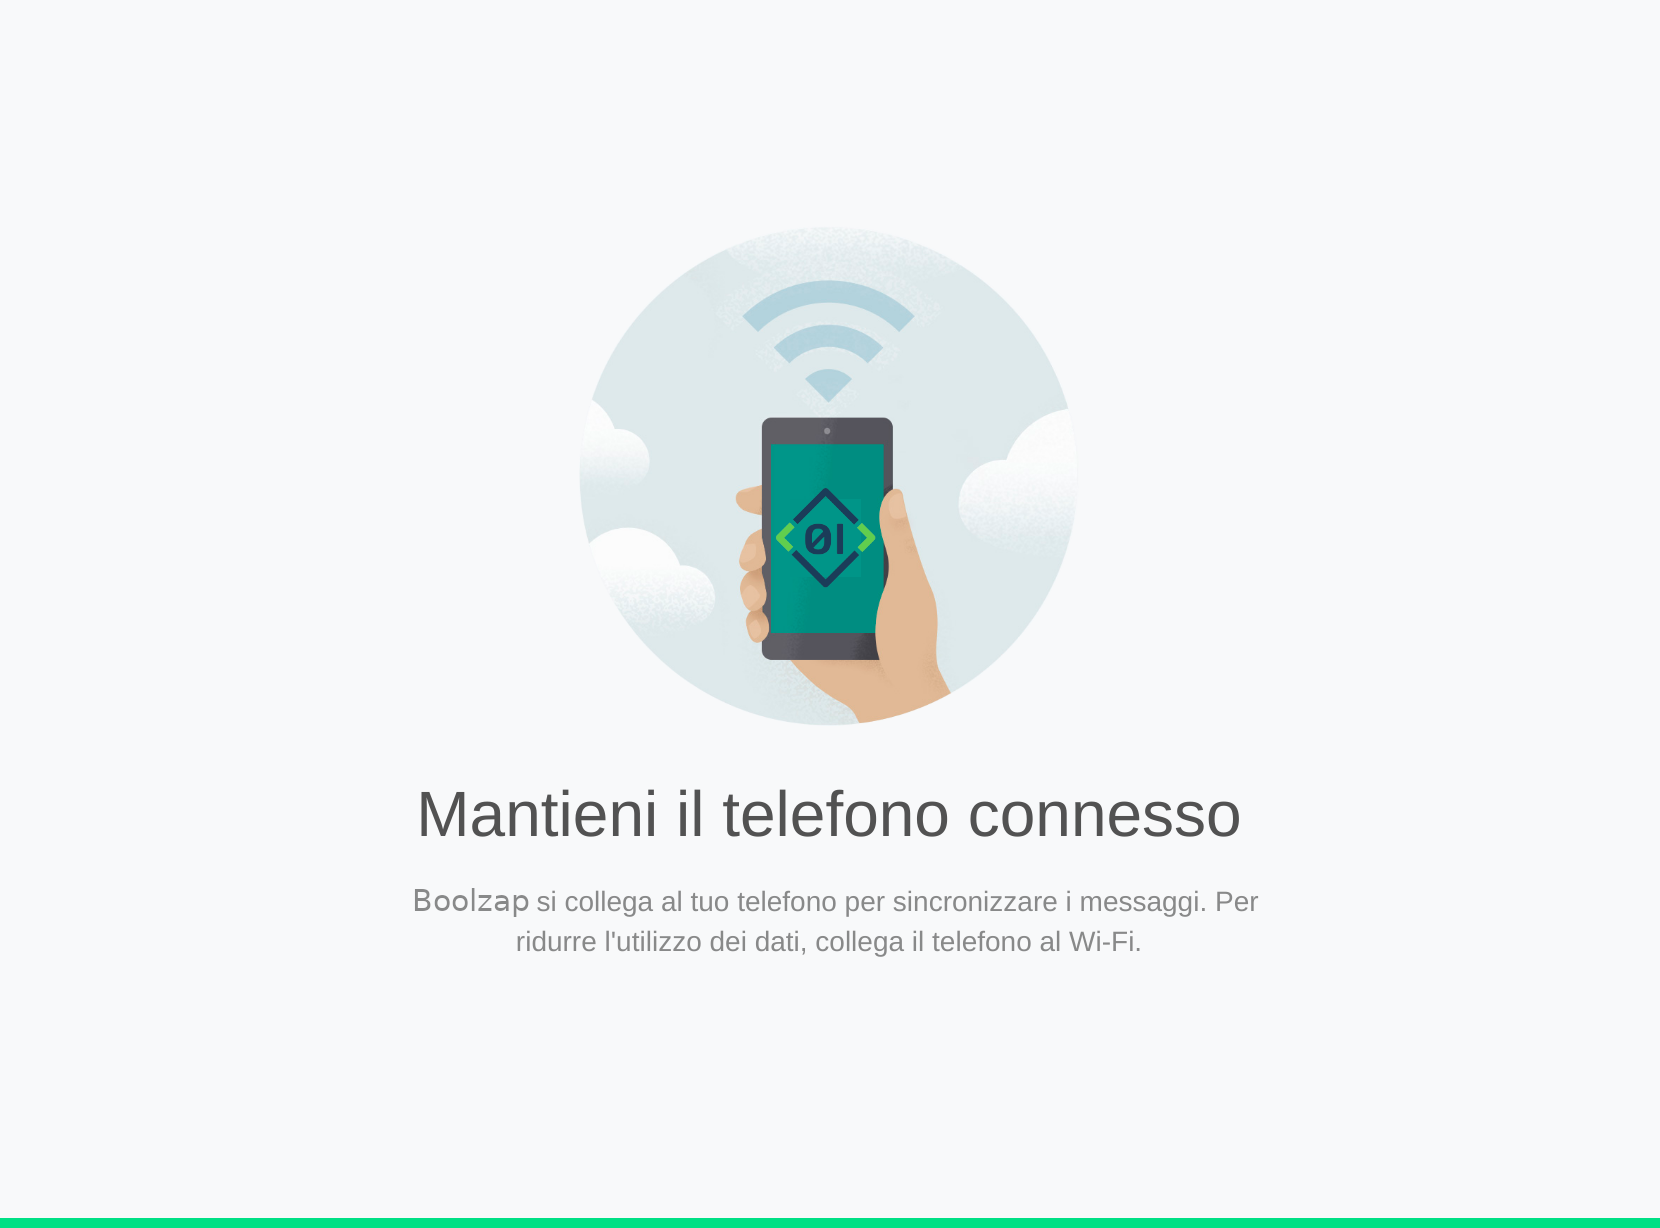 01
Mantieni il telefono connesso
Boolzap si collega al tuo telefono per sincronizzare i messaggi. Per
ridurre l'utilizzo dei dati, collega il telefono al Wi-Fi.